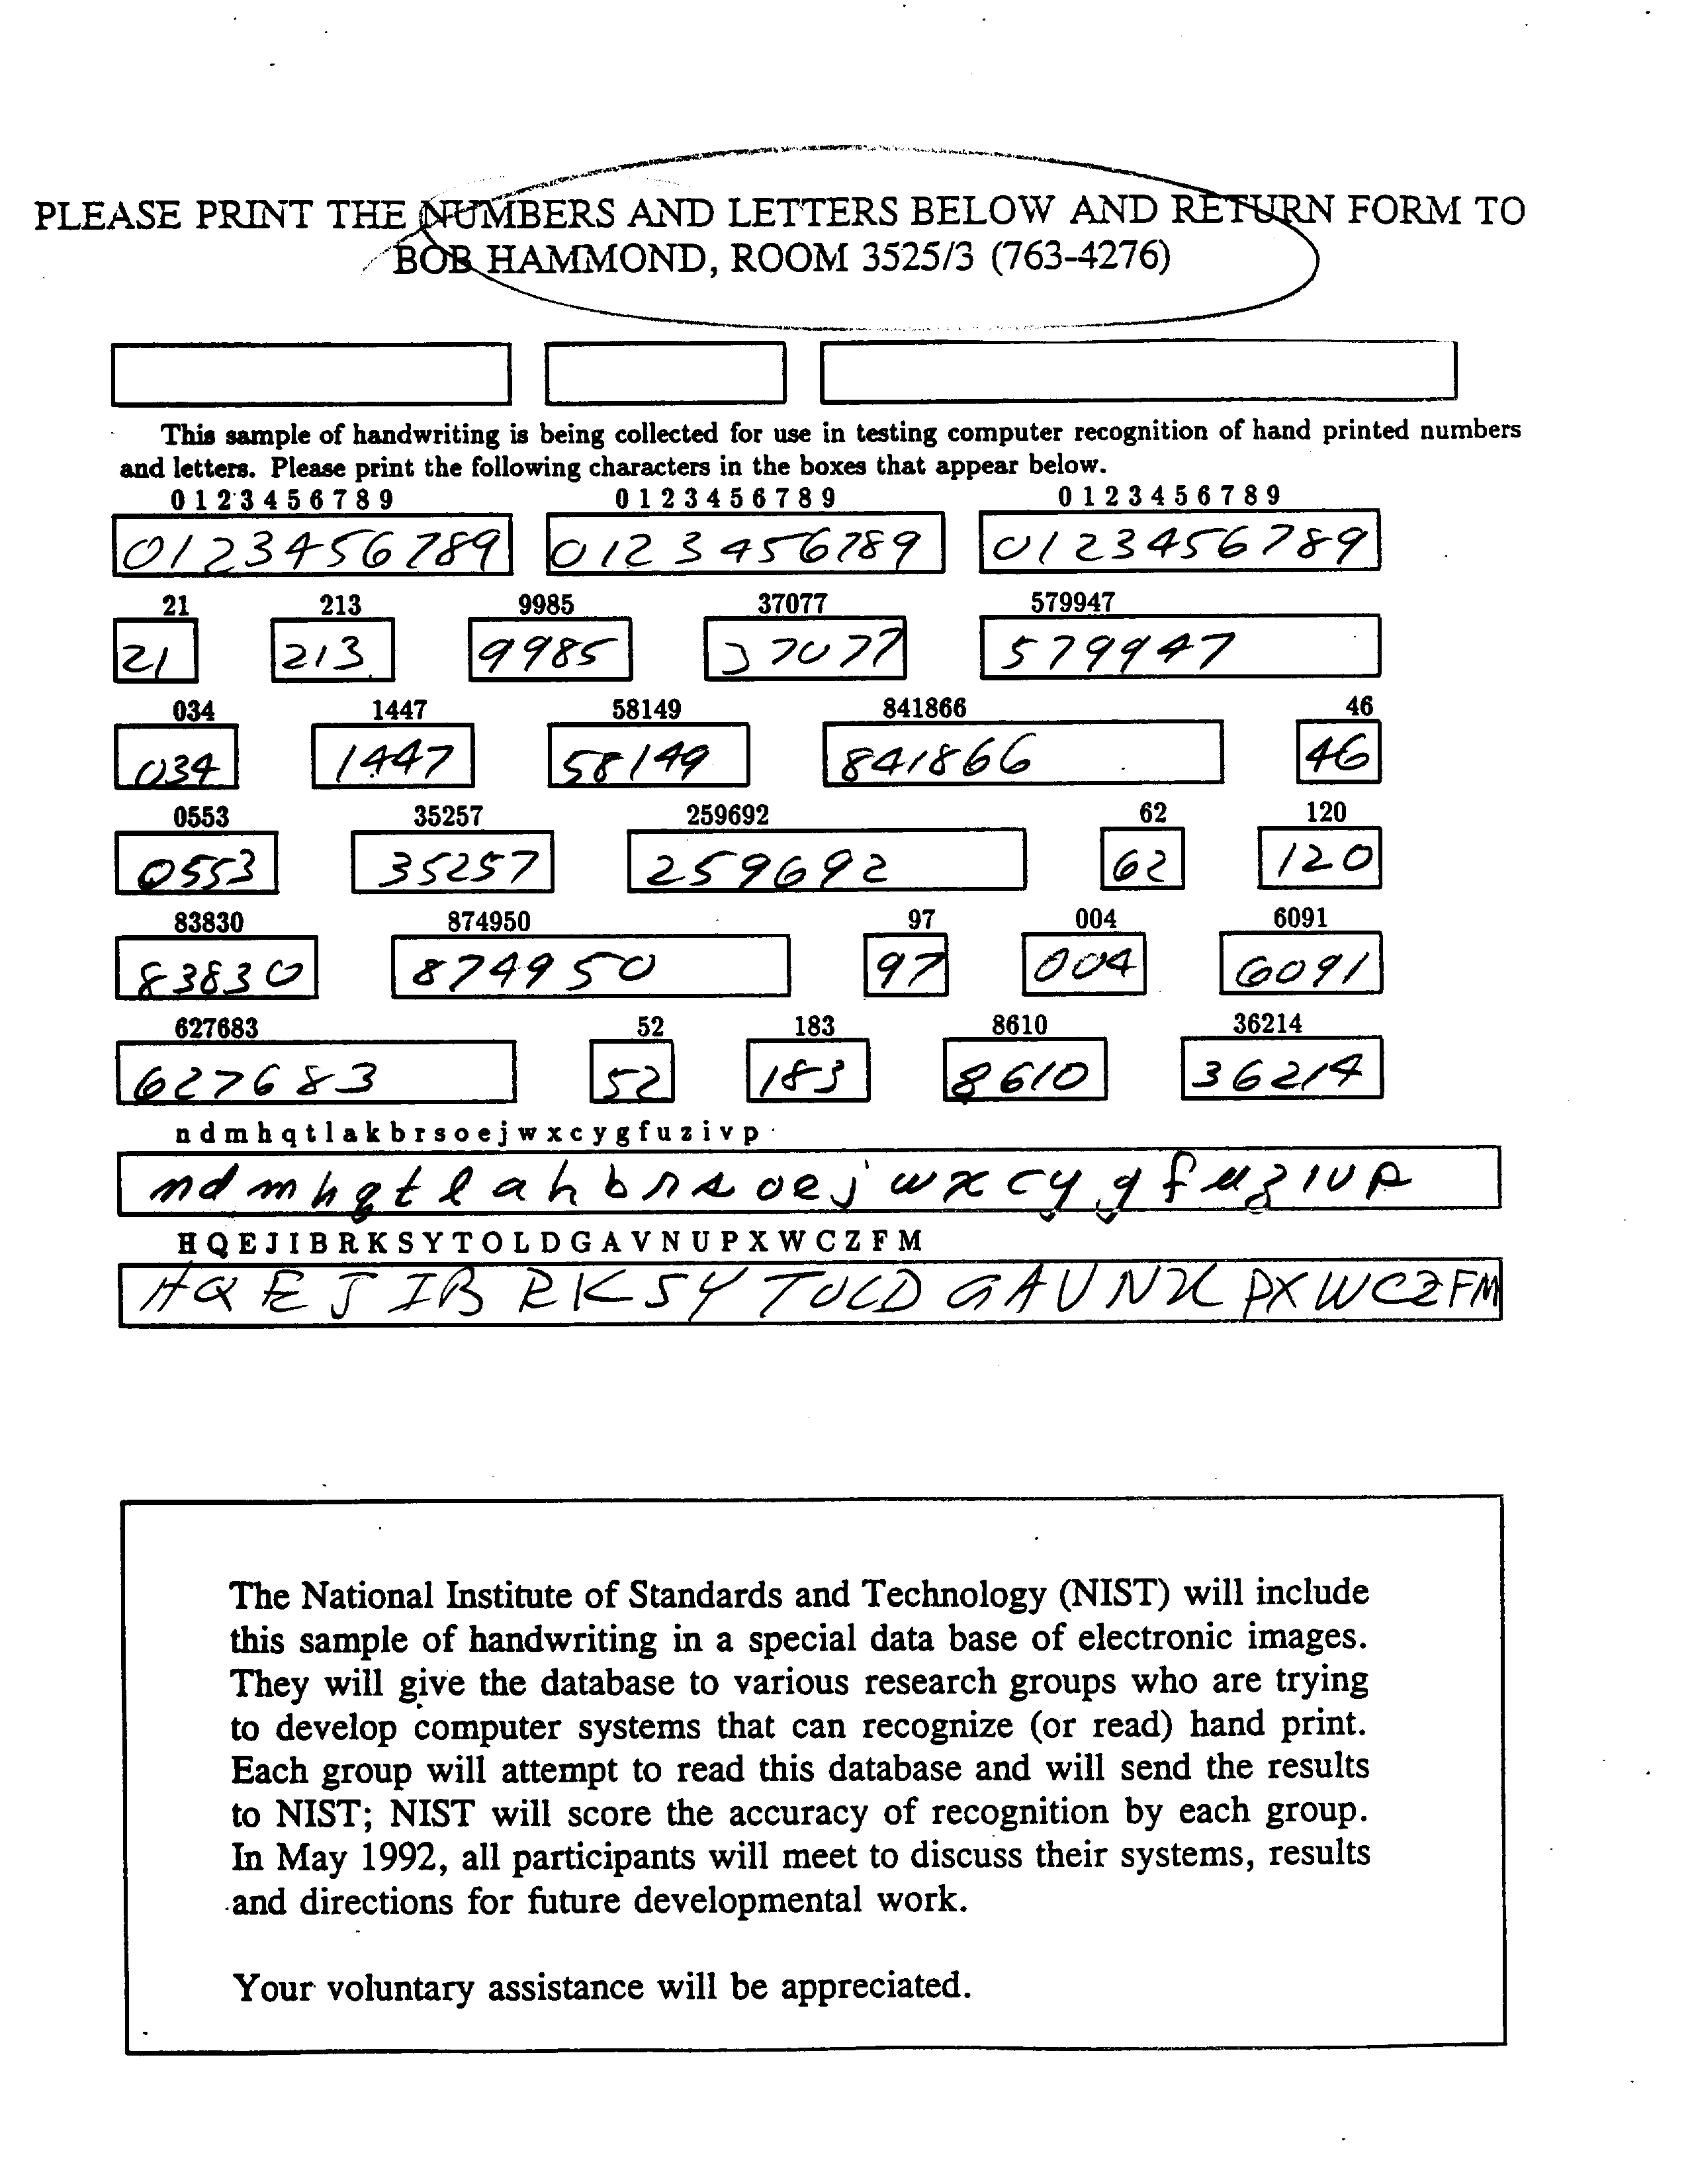 PLEASE PRINT THE NUMBERS AND LETTERS BELOW AND RETURN FORM TO
BOB HAMMOND, ROOM 3525/3 (763-4276)
This sample of handwriting is being collected for use in testing computer recognition of hand printed numbers
and letters. Please print the following characters in the boxes that appear below.
0 1 2 3 4 5 6 7 8 9 0 1 2 3 4 5 6 7 8 9 0 1 2 3 4 5 6 7 8 9
0123456789 0123456789 0123456789
21 213 9985 37077 579947
21 213 9985 37077 579947
034 1447 58149 841866 46
034 1447 58149 841866 46
0553 35257 259692 62 120
0553 35257 259692 62 120
83830 874950 97 004 6091
83830 874950 97 004 6091
627683 52 183 8610 36214
627683 52 183 8610 36214
n d m h q t l a k b r s o e j w x c y g f u z i v p
n d m h q t l a k b r s o e j w x c y g f u z i v p
H Q E J I B R K S Y T O L D G A V N U P X W C Z F M
H Q E J I B R K S Y T O L D G A V N U P X W C Z F M
The National Institute of Standards and Technology (NIST) will include
this sample of handwriting in a special data base of electronic images.
They will give the database to various research groups who are trying
to develop computer systems that can recognize (or read) hand print.
Each group will attempt to read this database and will send the results
to NIST; NIST will score the accuracy of recognition by each group.
In May 1992, all participants will meet to discuss their systems, results
and directions for future developmental work.
Your voluntary assistance will be appreciated.